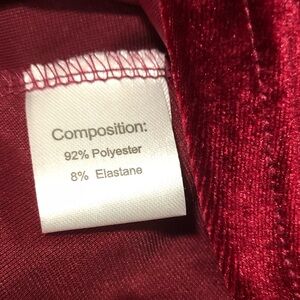 Composition:
92% Polyester
8% Elastane